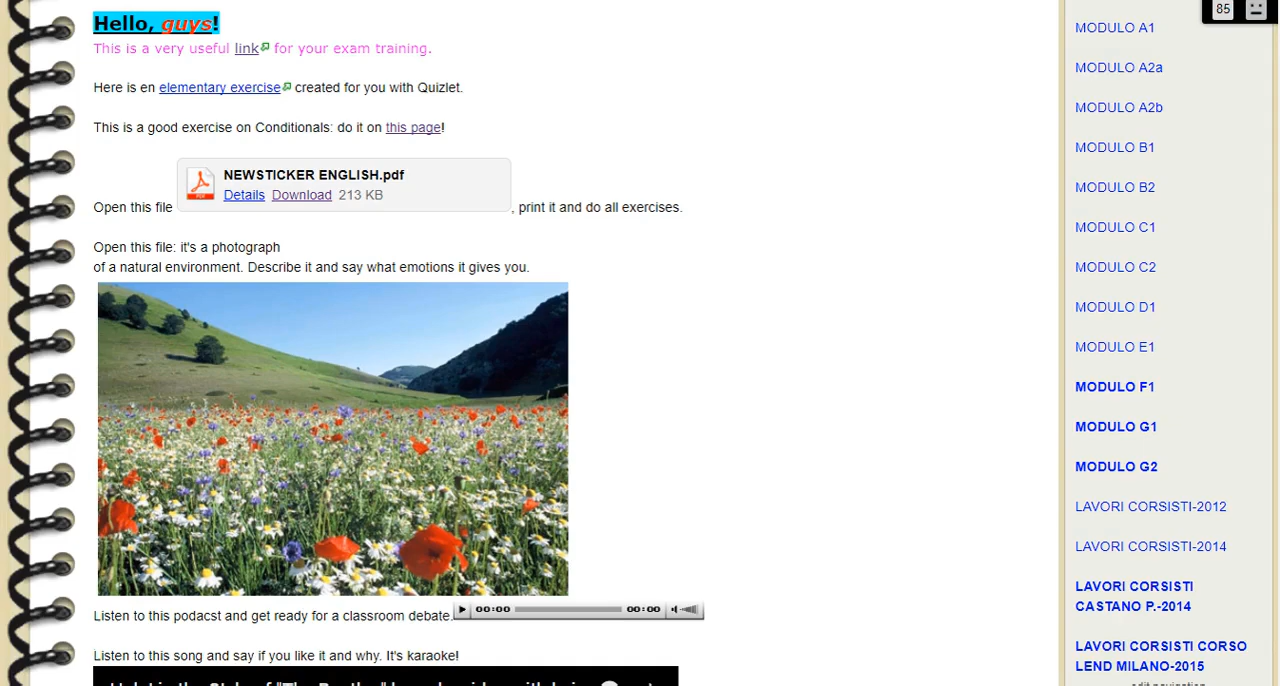 Hello, guys!
This is a very useful link for your exam training.
Here is en elementary exercise created for you with Quizlet.
This is a good exercise on Conditionals: do it on this page!
NEWSTICKER ENGLISH.pdf
Details Download 213 KB
Open this file , print it and do all exercises.
Open this file: it's a photograph
of a natural environment. Describe it and say what emotions it gives you.
Listen to this podacst and get ready for a classroom debate. 00:00 00:00
Listen to this song and say if you like it and why. It's karaoke!
85
MODULO A1
MODULO A2a
MODULO A2b
MODULO B1
MODULO B2
MODULO C1
MODULO C2
MODULO D1
MODULO E1
MODULO F1
MODULO G1
MODULO G2
LAVORI CORSISTI-2012
LAVORI CORSISTI-2014
LAVORI CORSISTI
CASTANO P.-2014
LAVORI CORSISTI CORSO
LEND MILANO-2015